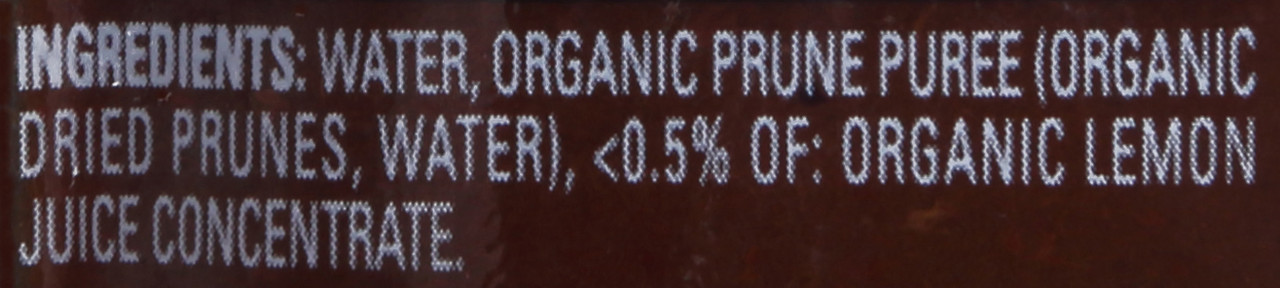 INGREDIENTS: WATER, ORGANIC PRUNE PUREE (ORGANIC
DRIED PRUNES, WATER), <0.5% OF: ORGANIC LEMON
JUICE CONCENTRATE.